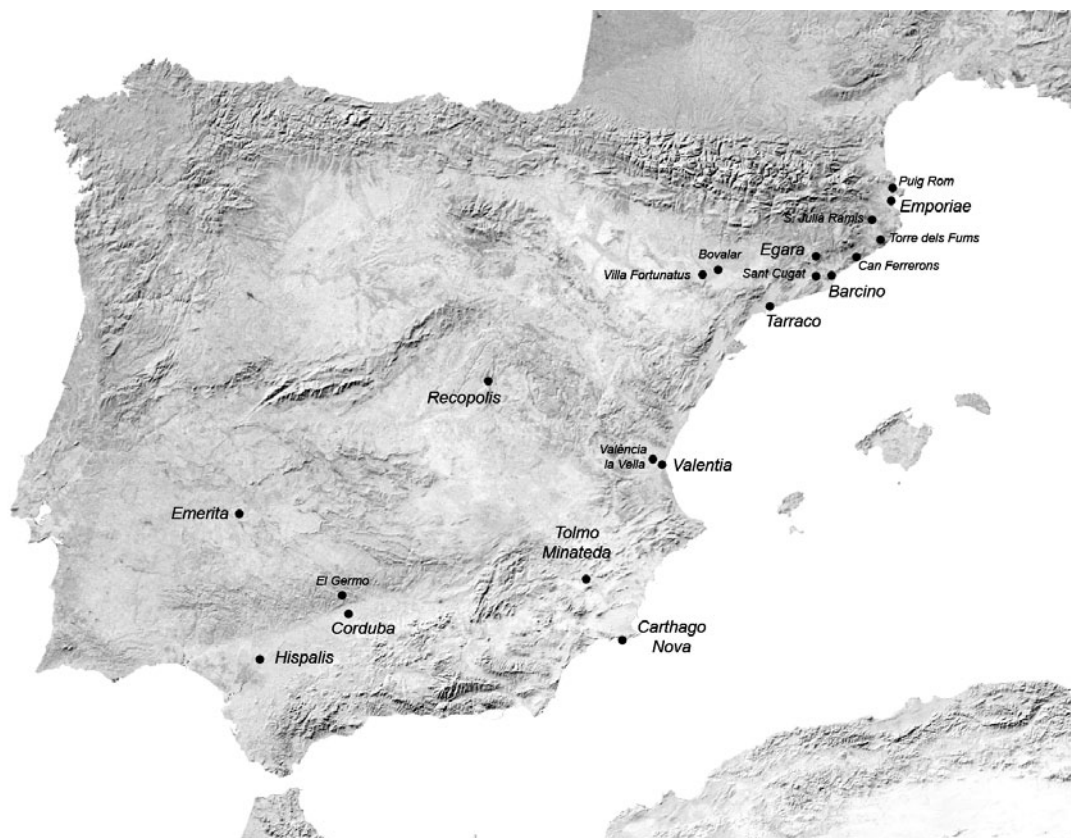 Puig Rom
Emporiae
S. Julià Ramis
Torre dels Fums
Egara
Can Ferrerons
Bovalar
Villa Fortunatus
Sant Cugat
Barcino
Tarraco
Recopolis
València
la Vella
Valentia
Emerita
Tolmo
Minateda
El Germo
Corduba
Carthago
Nova
Hispalis